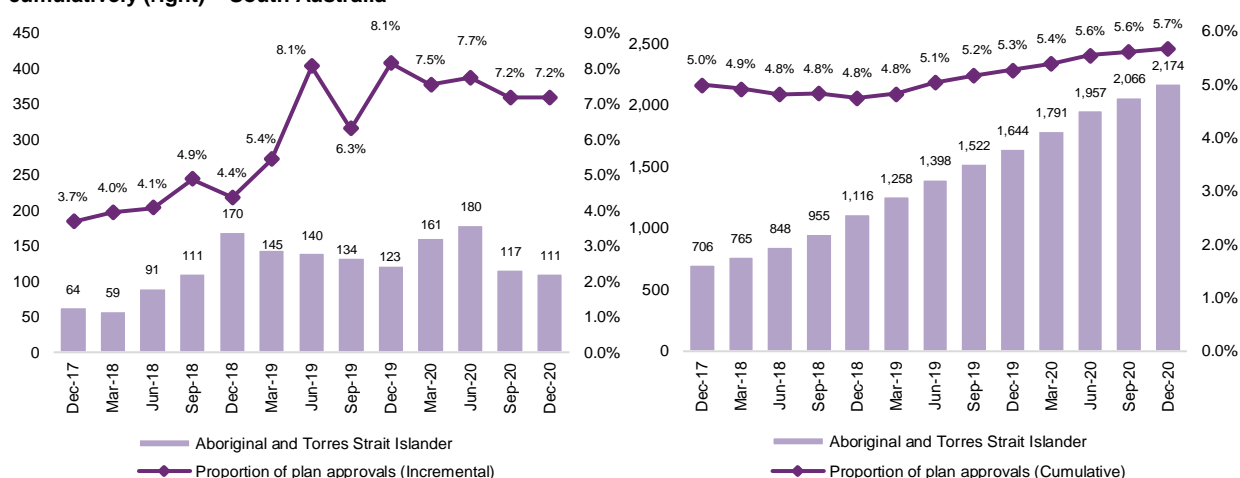 cumulatively (right) – South Australia
450
400
350
300
250
200
150
100
50
0
9.0%
8.0%
7.0%
6.0%
5.0%
4.0%
3.0%
2.0%
1.0%
0.0%
3.7%
4.0%
4.1%
4.9%
4.4%
5.4%
8.1%
6.3%
8.1%
7.5%
7.7%
7.2%
7.2%
64
59
91
111
170
145
140
134
123
161
180
117
111
Dec-17
Mar-18
Jun-18
Sep-18
Dec-18
Mar-19
Jun-19
Sep-19
Dec-19
Mar-20
Jun-20
Sep-20
Dec-20
Aboriginal and Torres Strait Islander
Proportion of plan approvals (Incremental)
2,500
2,000
1,500
1,000
500
0
6.0%
5.0%
4.0%
3.0%
2.0%
1.0%
0.0%
5.0%
4.9%
4.8%
4.8%
4.8%
4.8%
5.1%
5.2%
5.3%
5.4%
5.6%
5.6%
5.7%
706
765
848
955
1,116
1,258
1,398
1,522
1,644
1,791
1,957
2,066
2,174
Dec-17
Mar-18
Jun-18
Sep-18
Dec-18
Mar-19
Jun-19
Sep-19
Dec-19
Mar-20
Jun-20
Sep-20
Dec-20
Aboriginal and Torres Strait Islander
Proportion of plan approvals (Cumulative)